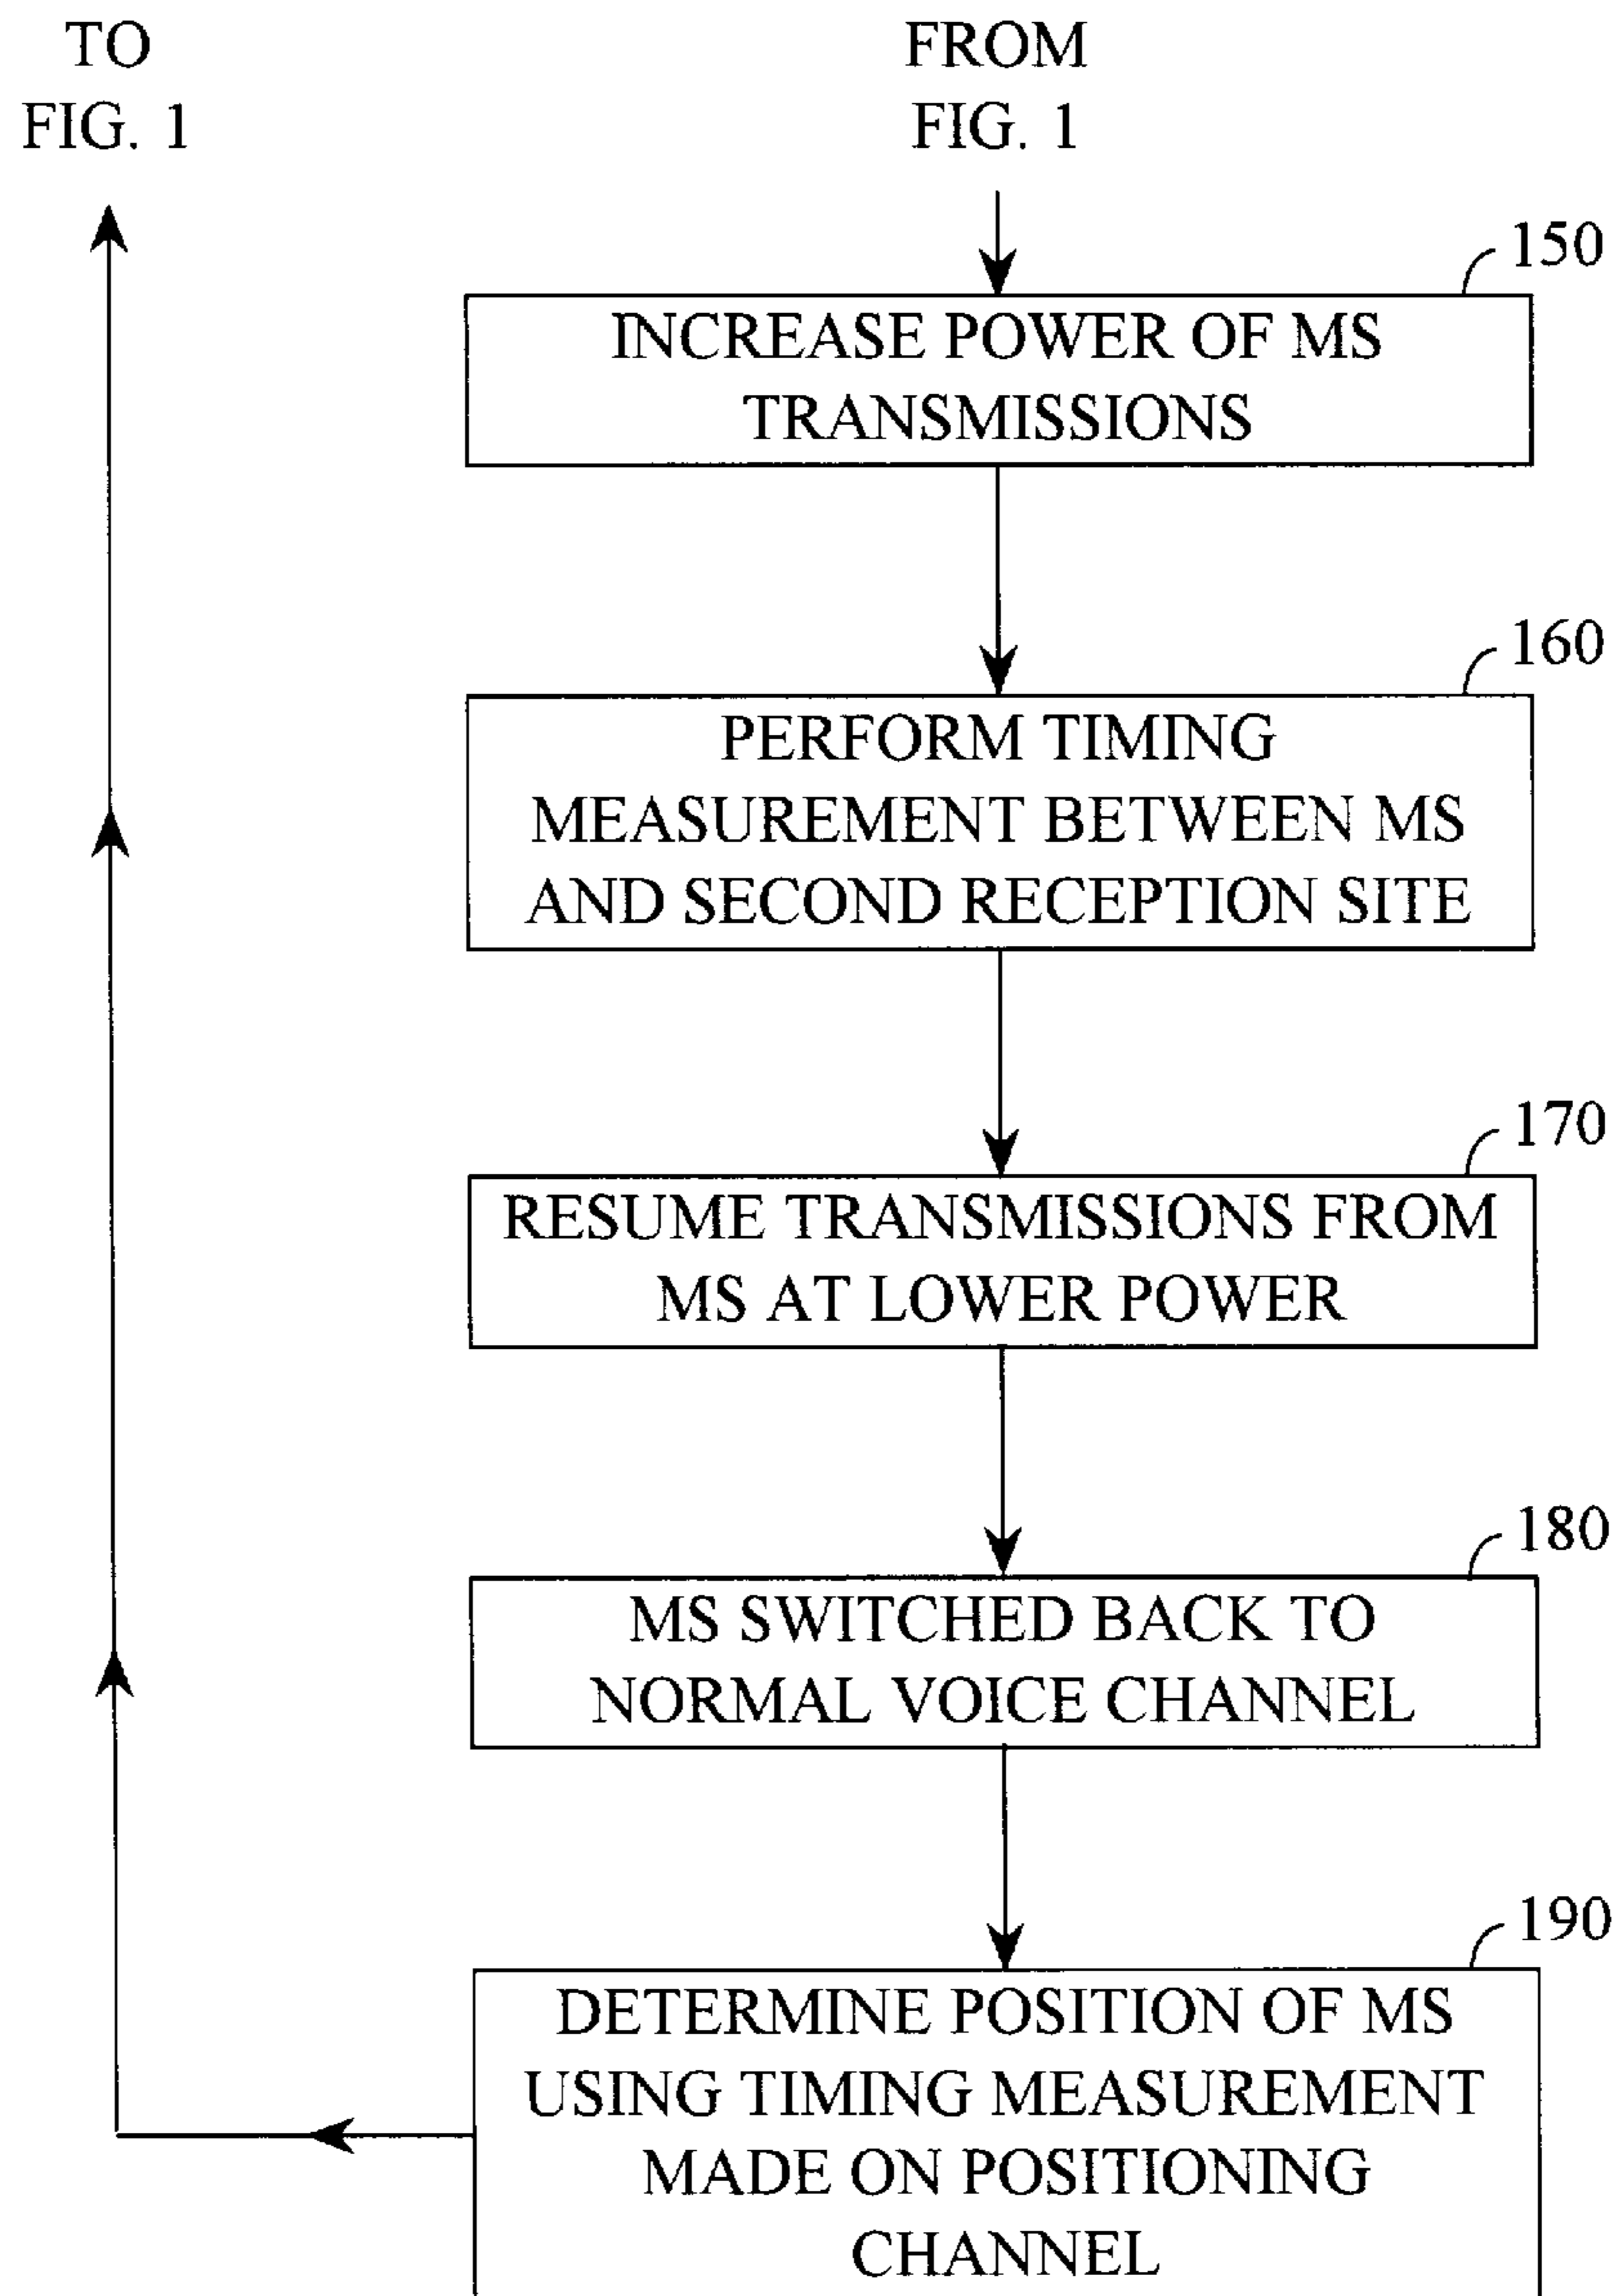 TO
FIG. 1
FROM
FIG. 1
150
INCREASE POWER OF MS
TRANSMISSIONS
160
PERFORM TIMING
MEASUREMENT BETWEEN MS
AND SECOND RECEPTION SITE
170
RESUME TRANSMISSIONS FROM
MS AT LOWER POWER
180
MS SWITCHED BACK TO
NORMAL VOICE CHANNEL
190
DETERMINE POSITION OF MS
USING TIMING MEASUREMENT
MADE ON POSITIONING
CHANNEL